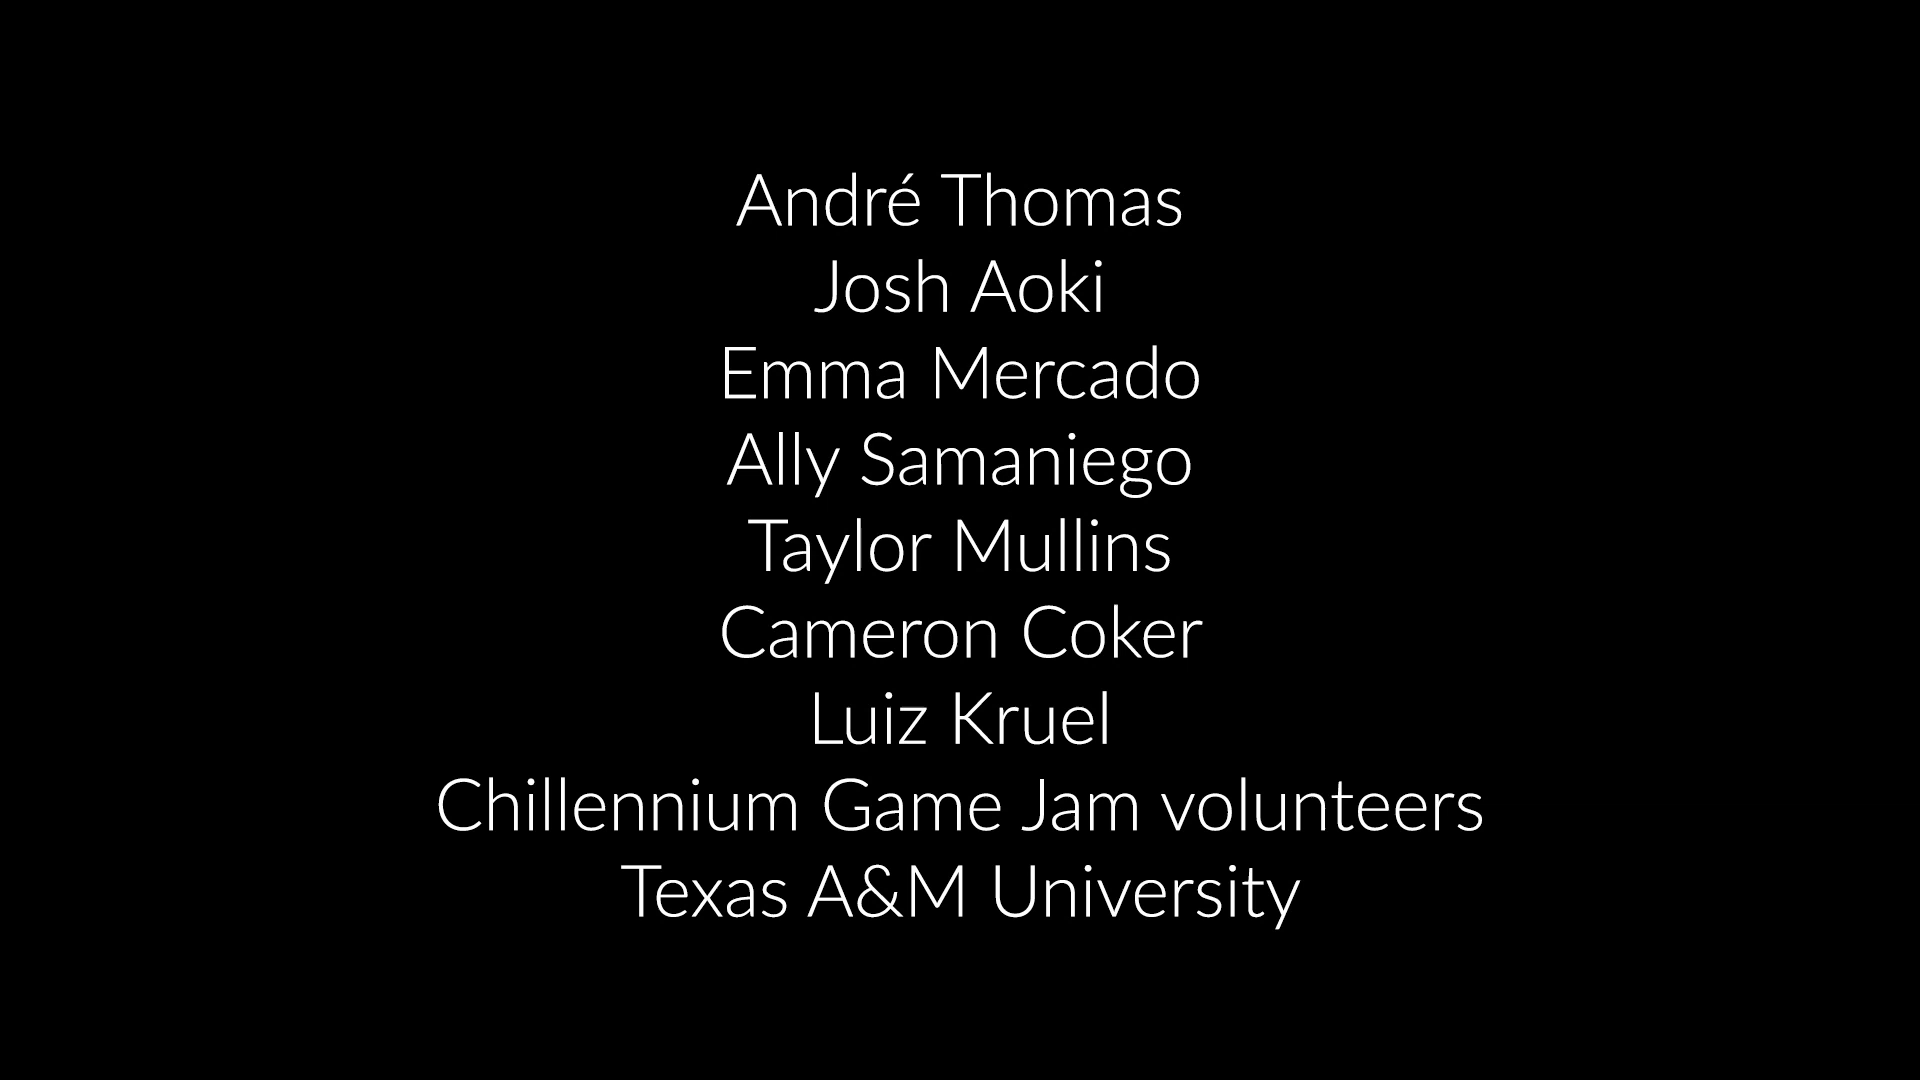 André Thomas
Josh Aoki
Emma Mercado
Ally Samaniego
Taylor Mullins
Cameron Coker
Luiz Kruel
Chillennium Game Jam volunteers
Texas A&M University